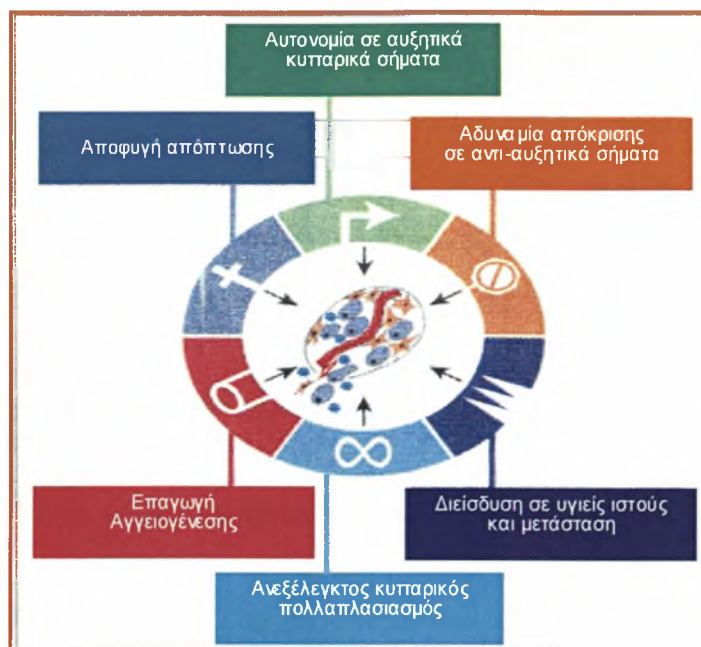 Αυτονομία σε αυξητικά
κυτταρικά σήματα
Αποφυγή απόπτωσης
Αδυναμία απόκρισης
σε αντι-αυξητικά σήματα
Επαγωγή
Αγγειογένεσης
Διείσδυση σε υγιείς ιστούς
και μετάσταση
Ανεξέλεγκτος κυτταρικός
πολλαπλασιασμός